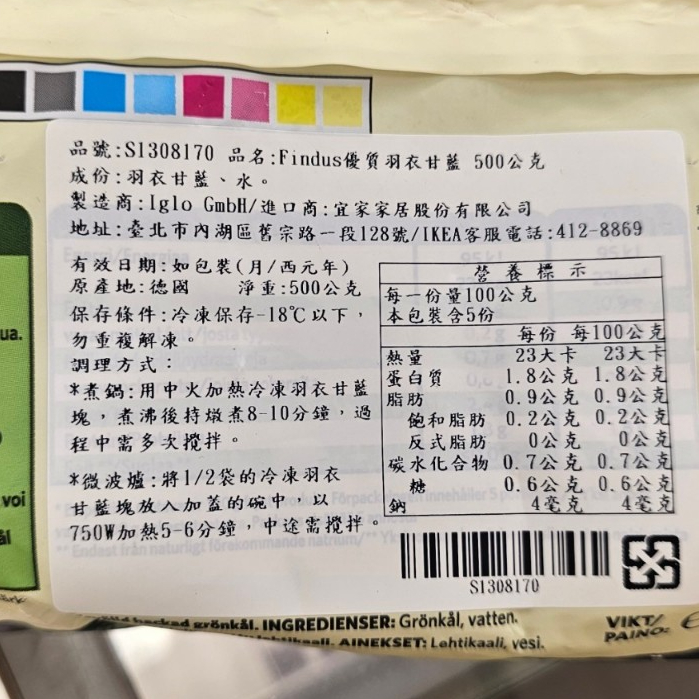 品號:S1308170 品名:Findus優質羽衣甘藍 500公克
成份:羽衣甘藍、水。
製造商:Iglo GmbH/進口商:宜家家居股份有限公司
地址:臺北市內湖區舊宗路一段128號/IKEA客服電話:412-8869
有效日期:如包裝(月/西元年)
原產地:德國 淨重:500公克
保存條件:冷凍保存-18℃以下,
勿重複解凍。
調理方式:
*煮鍋:用中火加熱冷凍羽衣甘藍
塊,煮沸後持燉煮8-10分鐘,過
程中需多次攪拌。
*微波爐:將1/2袋的冷凍羽衣
甘藍塊放入加蓋的碗中,以
750W加熱5-6分鐘,中途需攪拌。
營養標示
每一份量100公克
本包裝含5份
每份 每100公克
熱量 23大卡 23大卡
蛋白質 1.8公克 1.8公克
脂肪 0.9公克 0.9公克
飽和脂肪 0.2公克 0.2公克
反式脂肪 0公克 0公克
碳水化合物 0.7公克 0.7公克
糖 0.6公克 0.6公克
鈉 4毫克 4毫克
S1308170
ua.
voi
ål
hackad grönkål. INGREDIENSER: Grönkål, vatten.
AINEKSET: Lehtikaali, vesi.
VIKT/
PAINO: